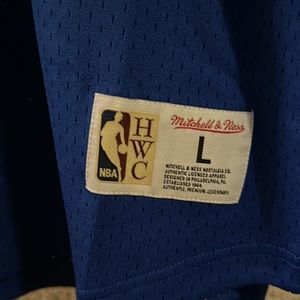 H
W
C
NBA
Mitchell & Ness
L
MITCHELL & NESS NOSTALGIA CO.
AUTHENTIC LICENSED APPAREL
DESIGNED IN PHILADELPHIA, PA.
ESTABLISHED 1904.
AUTHENTIC. PREMIUM. LEGENDARY.